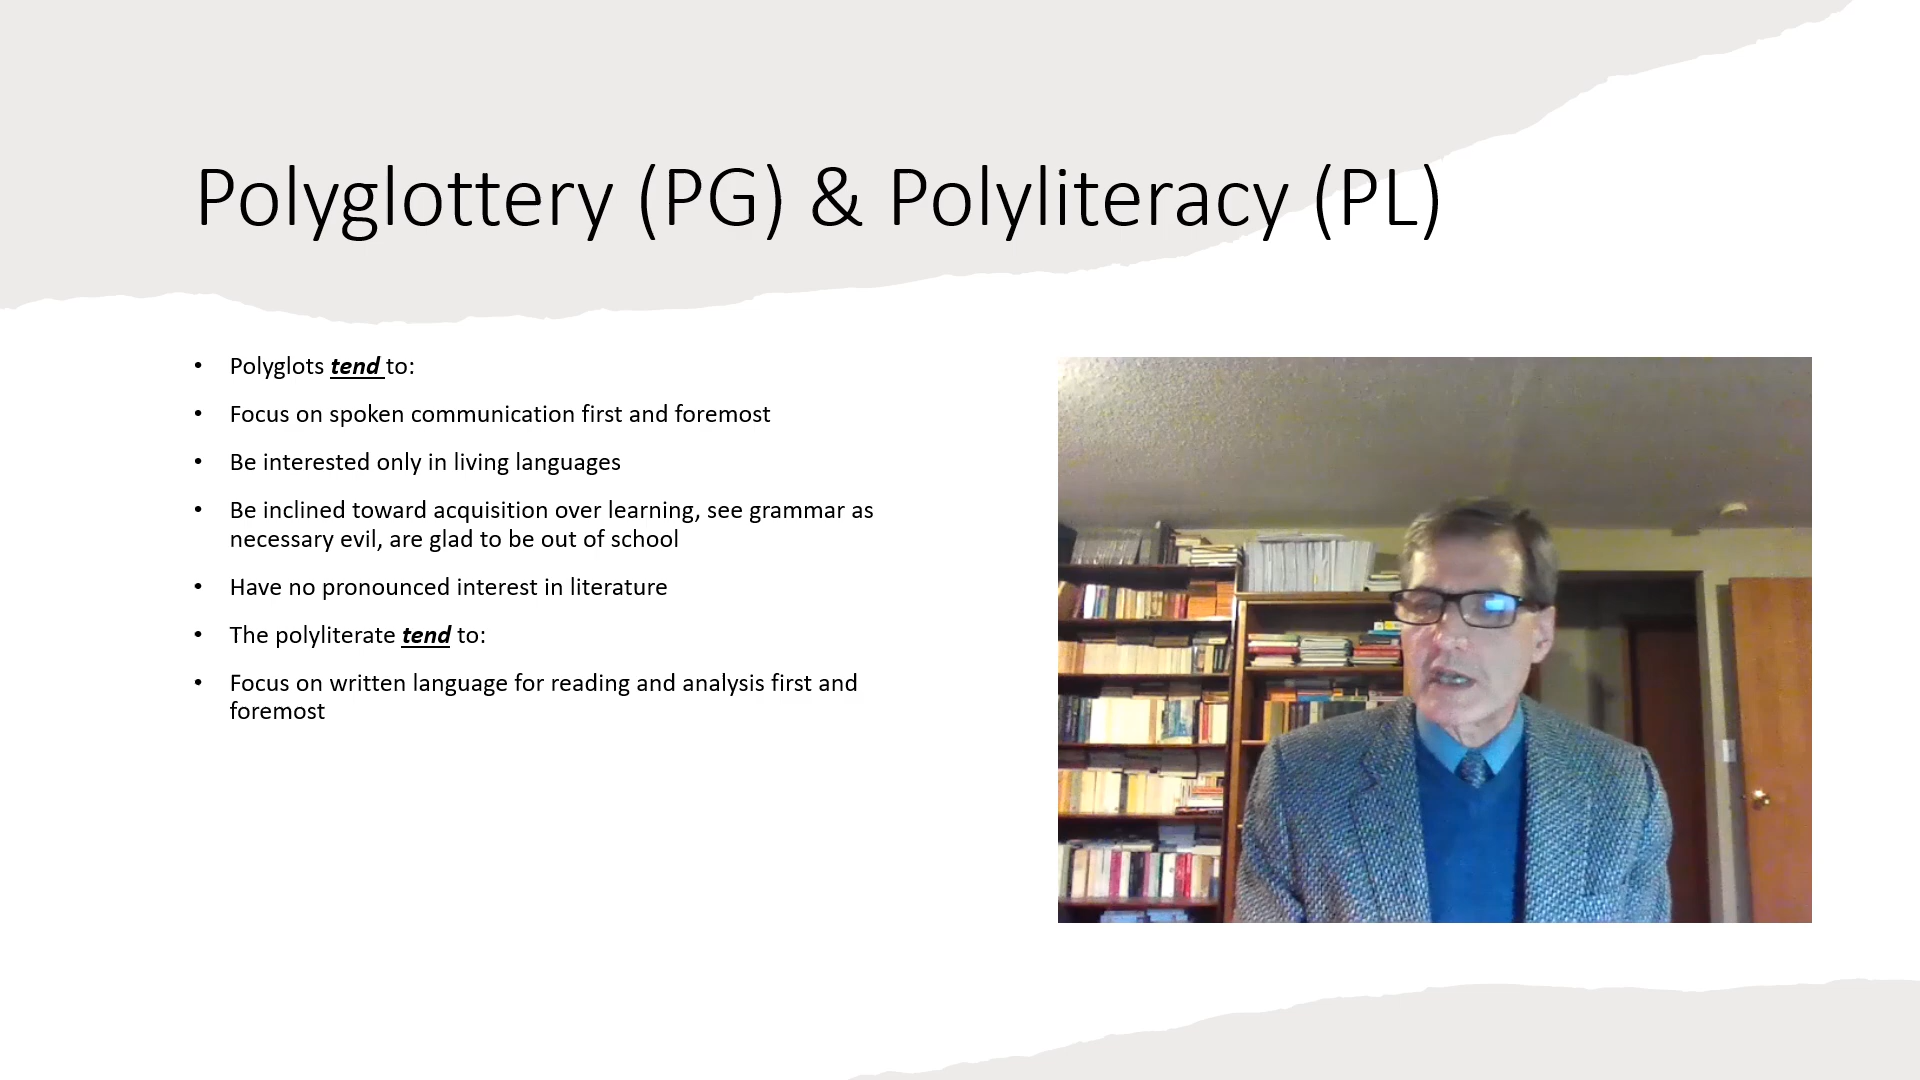 Polyglottery (PG) & Polyliteracy (PL)
• Polyglots tend to:
• Focus on spoken communication first and foremost
• Be interested only in living languages
• Be inclined toward acquisition over learning, see grammar as
necessary evil, are glad to be out of school
• Have no pronounced interest in literature
• The polyliterate tend to:
• Focus on written language for reading and analysis first and
foremost